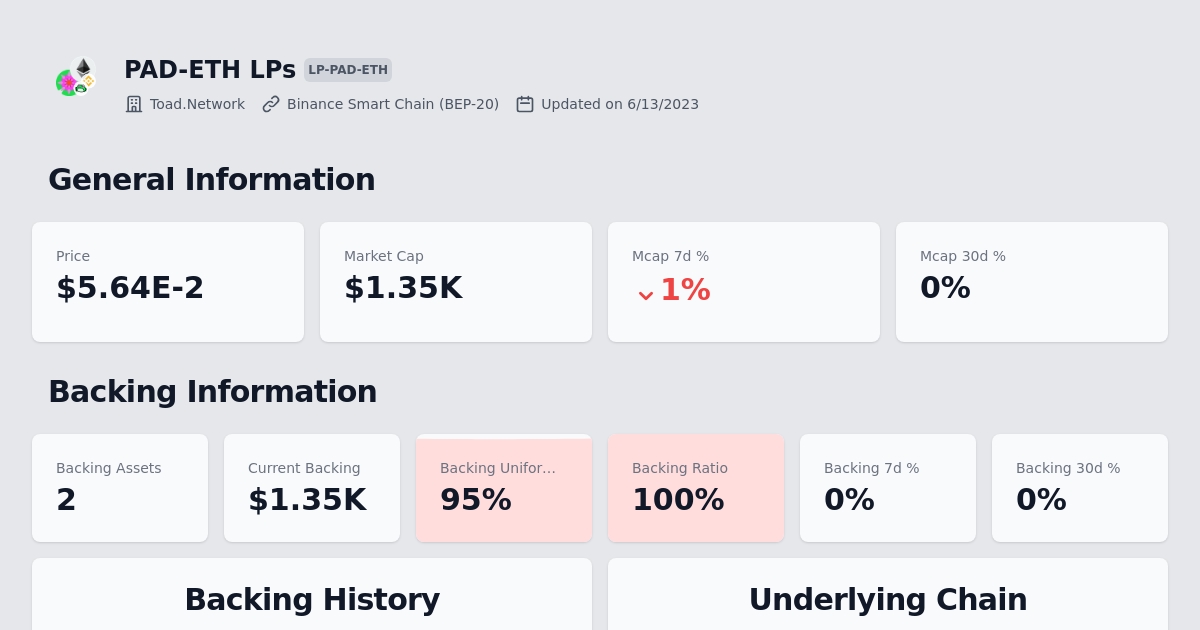 PAD-ETH LPs LP-PAD-ETH
Toad.Network Binance Smart Chain (BEP-20) Updated on 6/13/2023
General Information
Price Market Cap Mcap 7d % Mcap 30d %
$5.64E-2 $1.35K 1% 0%
Backing Information
Backing Assets Current Backing Backing Unifor... Backing Ratio Backing 7d % Backing 30d %
2 $1.35K 95% 100% 0% 0%
Backing History Underlying Chain